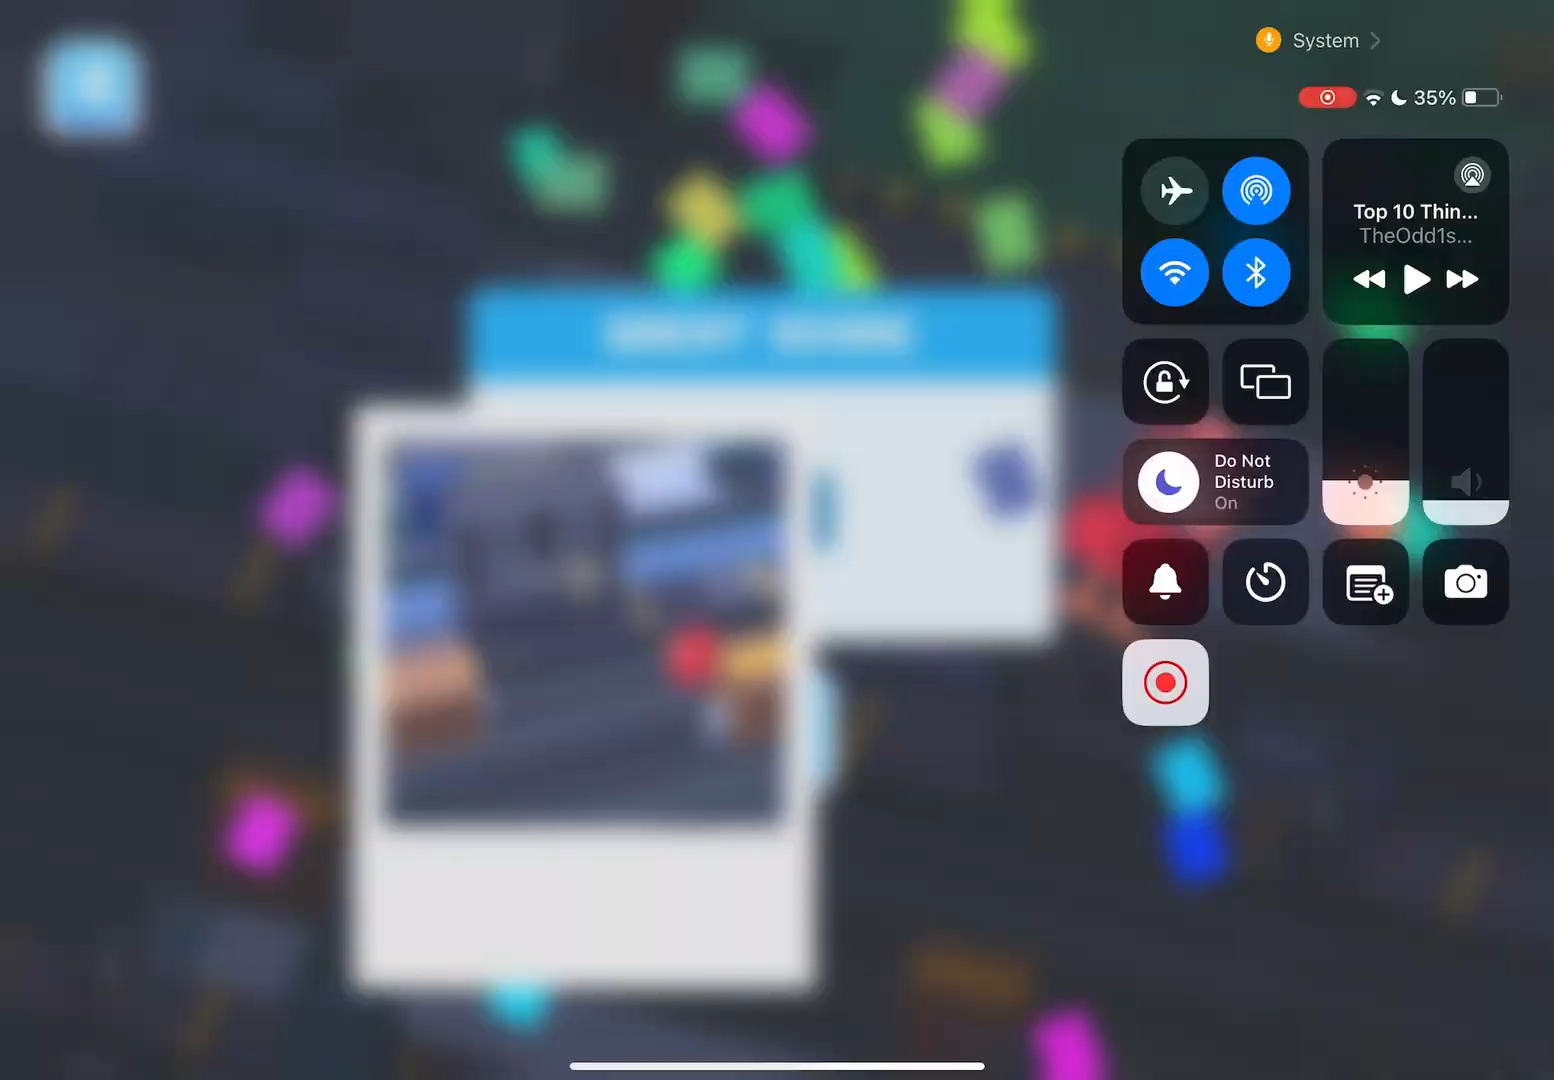 System
35%
Top 10 Thin...
TheOdd1s...
Do Not
Disturb
On